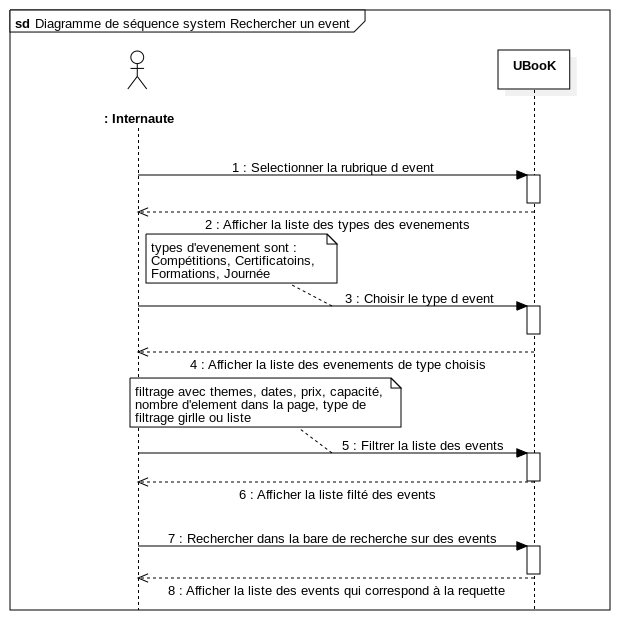 sd Diagramme de séquence system Rechercher un event
UBooK
: Internaute
1 : Selectionner la rubrique d event
2 : Afficher la liste des types des evenements
types d'evenement sont :
Compétitions, Certificatoins,
Formations, Journée
3 : Choisir le type d event
4 : Afficher la liste des evenements de type choisis
filtrage avec themes, dates, prix, capacité,
nombre d'element dans la page, type de
filtrage girlle ou liste
5 : Filtrer la liste des events
6 : Afficher la liste filté des events
7 : Rechercher dans la bare de recherche sur des events
8 : Afficher la liste des events qui correspond à la requette